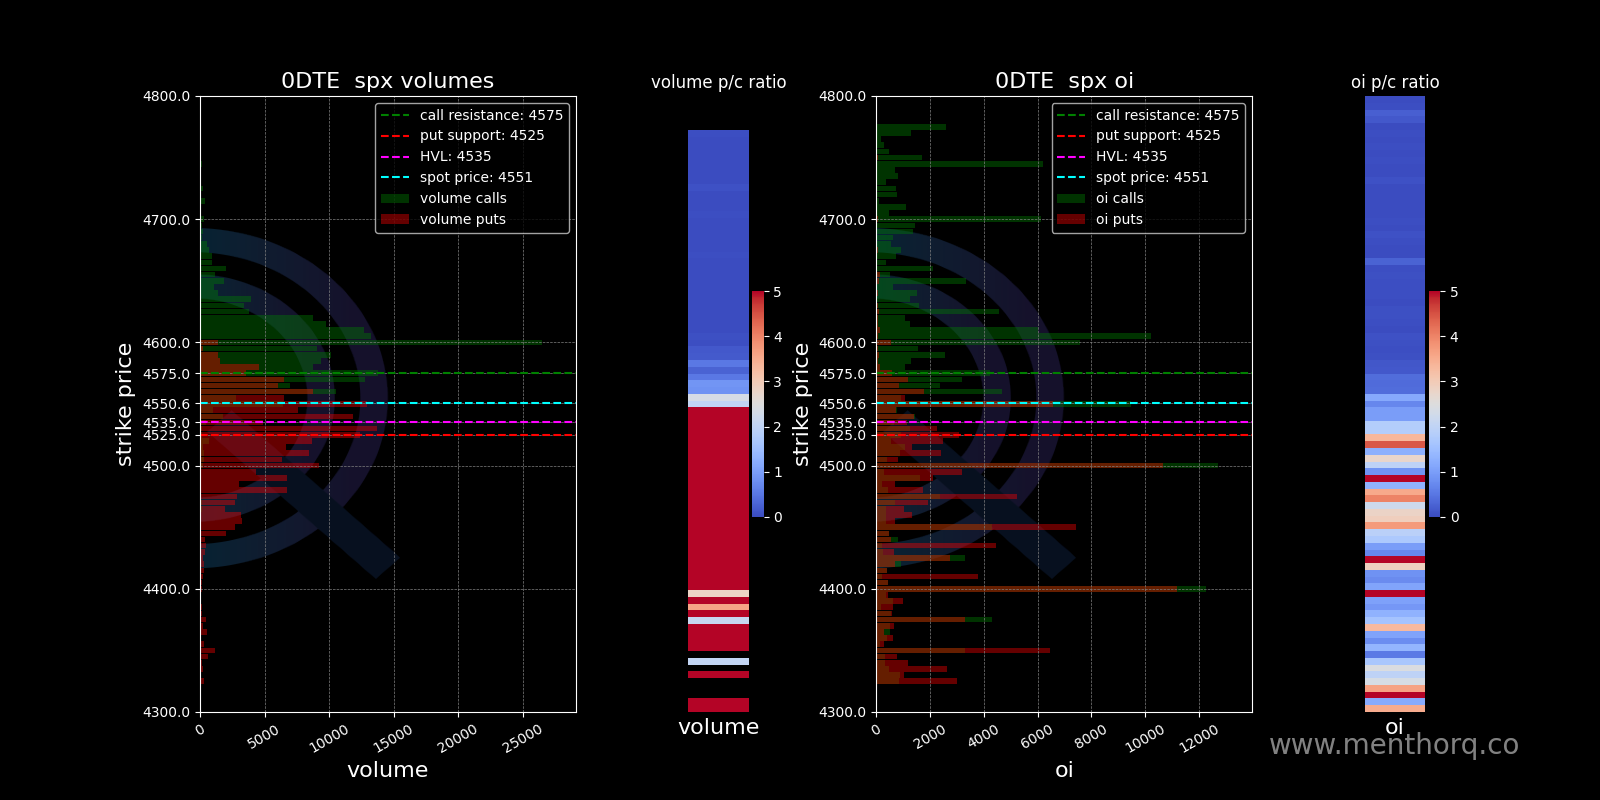 0DTE  spx volumes
4800.0
4700.0
4600.0
4575.0
4550.6
4535.0
4525.0
4500.0
4400.0
4300.0
strike price
call resistance: 4575
put support: 4525
HVL: 4535
spot price: 4551
volume calls
volume puts
0
5000
10000
15000
20000
25000
volume
volume p/c ratio
5
4
3
2
1
0
volume
0DTE  spx oi
4800.0
4700.0
4600.0
4575.0
4550.6
4535.0
4525.0
4500.0
4400.0
4300.0
strike price
call resistance: 4575
put support: 4525
HVL: 4535
spot price: 4551
oi calls
oi puts
0
2000
4000
6000
8000
10000
12000
oi
oi p/c ratio
5
4
3
2
1
0
oi
www.menthorq.co